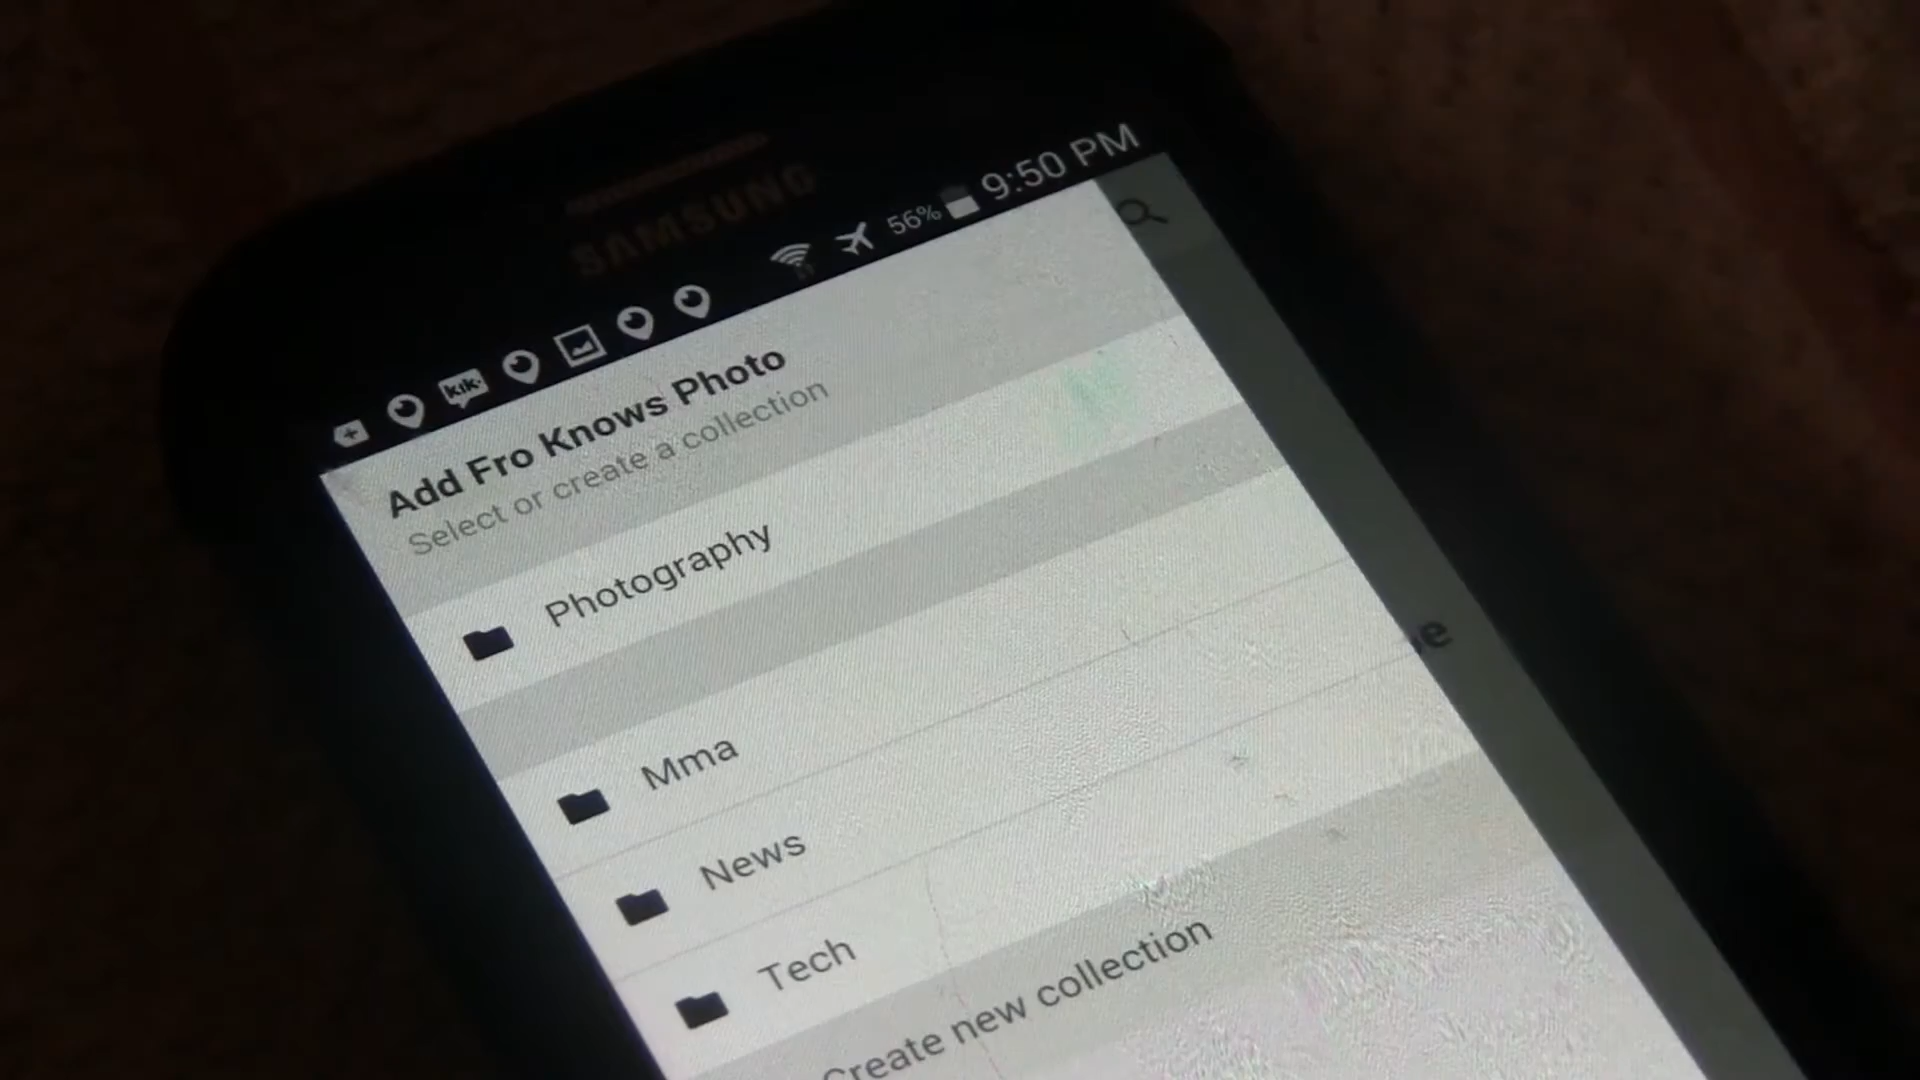 SAMSUNG
kik.
56%
9:50 PM
Add Fro Knows Photo
Select or create a collection
Photography
Mma
News
Tech
Create new collection